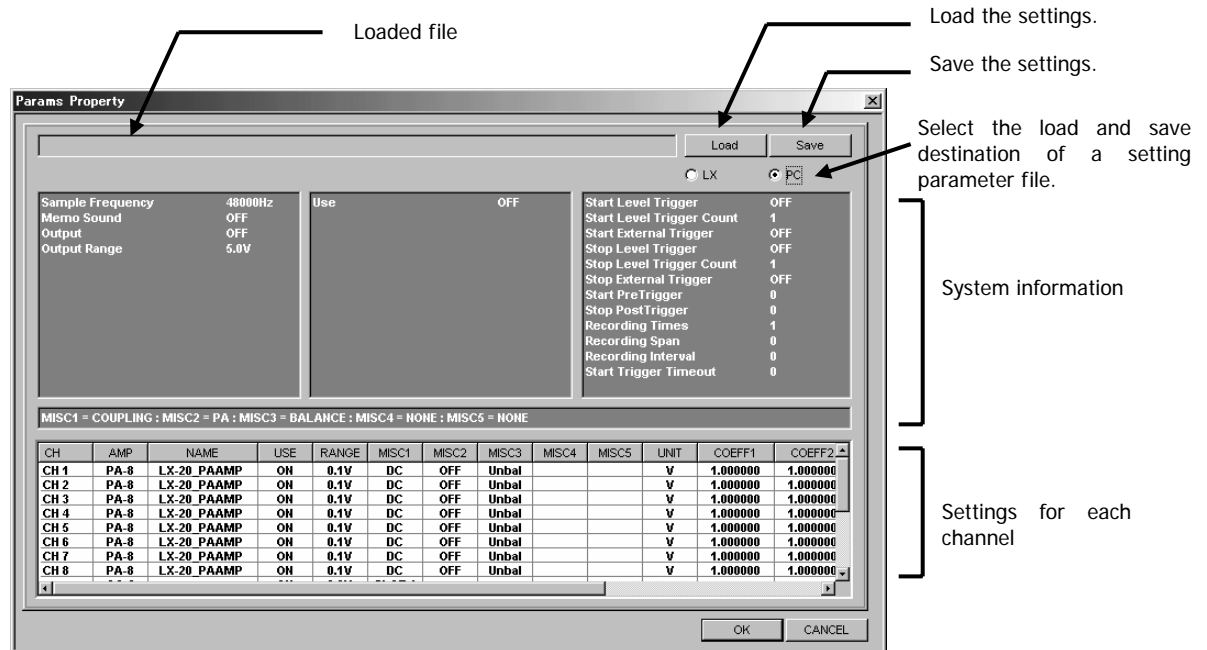 Loaded file
Load the settings.
Save the settings.
Select the load and save
destination of a setting
parameter file.
Params Property
Load Save
LX PC
Sample Frequency 48000Hz
Memo Sound OFF
Output OFF
Output Range 5.0V
Use OFF
Start Level Trigger OFF
Start Level Trigger Count 1
Start External Trigger OFF
Stop Level Trigger OFF
Stop Level Trigger Count 1
Stop External Trigger OFF
Start PreTrigger 0
Stop PostTrigger 0
Recording Times 1
Recording Span 0
Recording Interval 0
Start Trigger Timeout 0
System information
MISC1 = COUPLING : MISC2 = PA : MISC3 = BALANCE : MISC4 = NONE : MISC5 = NONE
CH AMP NAME USE RANGE MISC1 MISC2 MISC3 MISC4 MISC5 UNIT COEFF1 COEFF2
CH 1 PA-8 LX-20_PAAMP ON 0.1V DC OFF Unbal V 1.000000 1.000000
CH 2 PA-8 LX-20_PAAMP ON 0.1V DC OFF Unbal V 1.000000 1.000000
CH 3 PA-8 LX-20_PAAMP ON 0.1V DC OFF Unbal V 1.000000 1.000000
CH 4 PA-8 LX-20_PAAMP ON 0.1V DC OFF Unbal V 1.000000 1.000000
CH 5 PA-8 LX-20_PAAMP ON 0.1V DC OFF Unbal V 1.000000 1.000000
CH 6 PA-8 LX-20_PAAMP ON 0.1V DC OFF Unbal V 1.000000 1.000000
CH 7 PA-8 LX-20_PAAMP ON 0.1V DC OFF Unbal V 1.000000 1.000000
CH 8 PA-8 LX-20_PAAMP ON 0.1V DC OFF Unbal V 1.000000 1.000000
Settings for each
channel
OK CANCEL